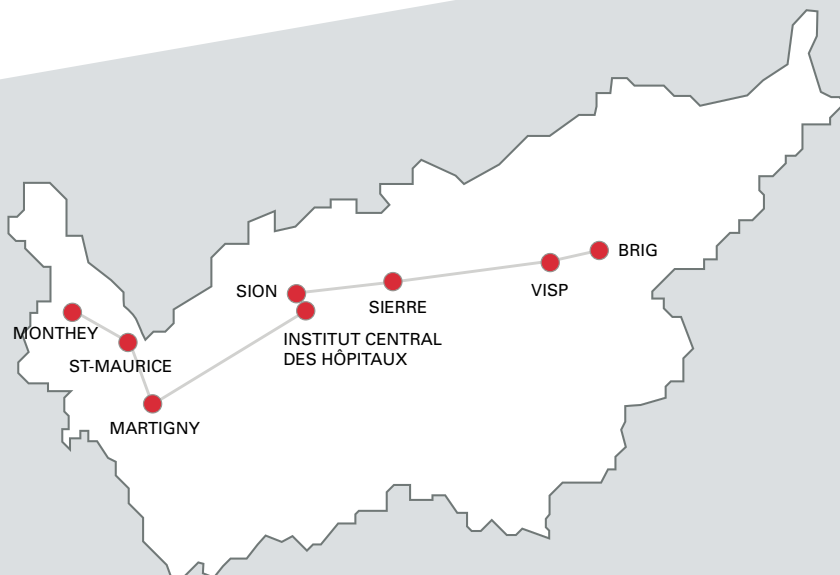 BRIG
SION
VISP
SIERRE
MONTHEY
INSTITUT CENTRAL
DES HÔPITAUX
ST-MAURICE
MARTIGNY